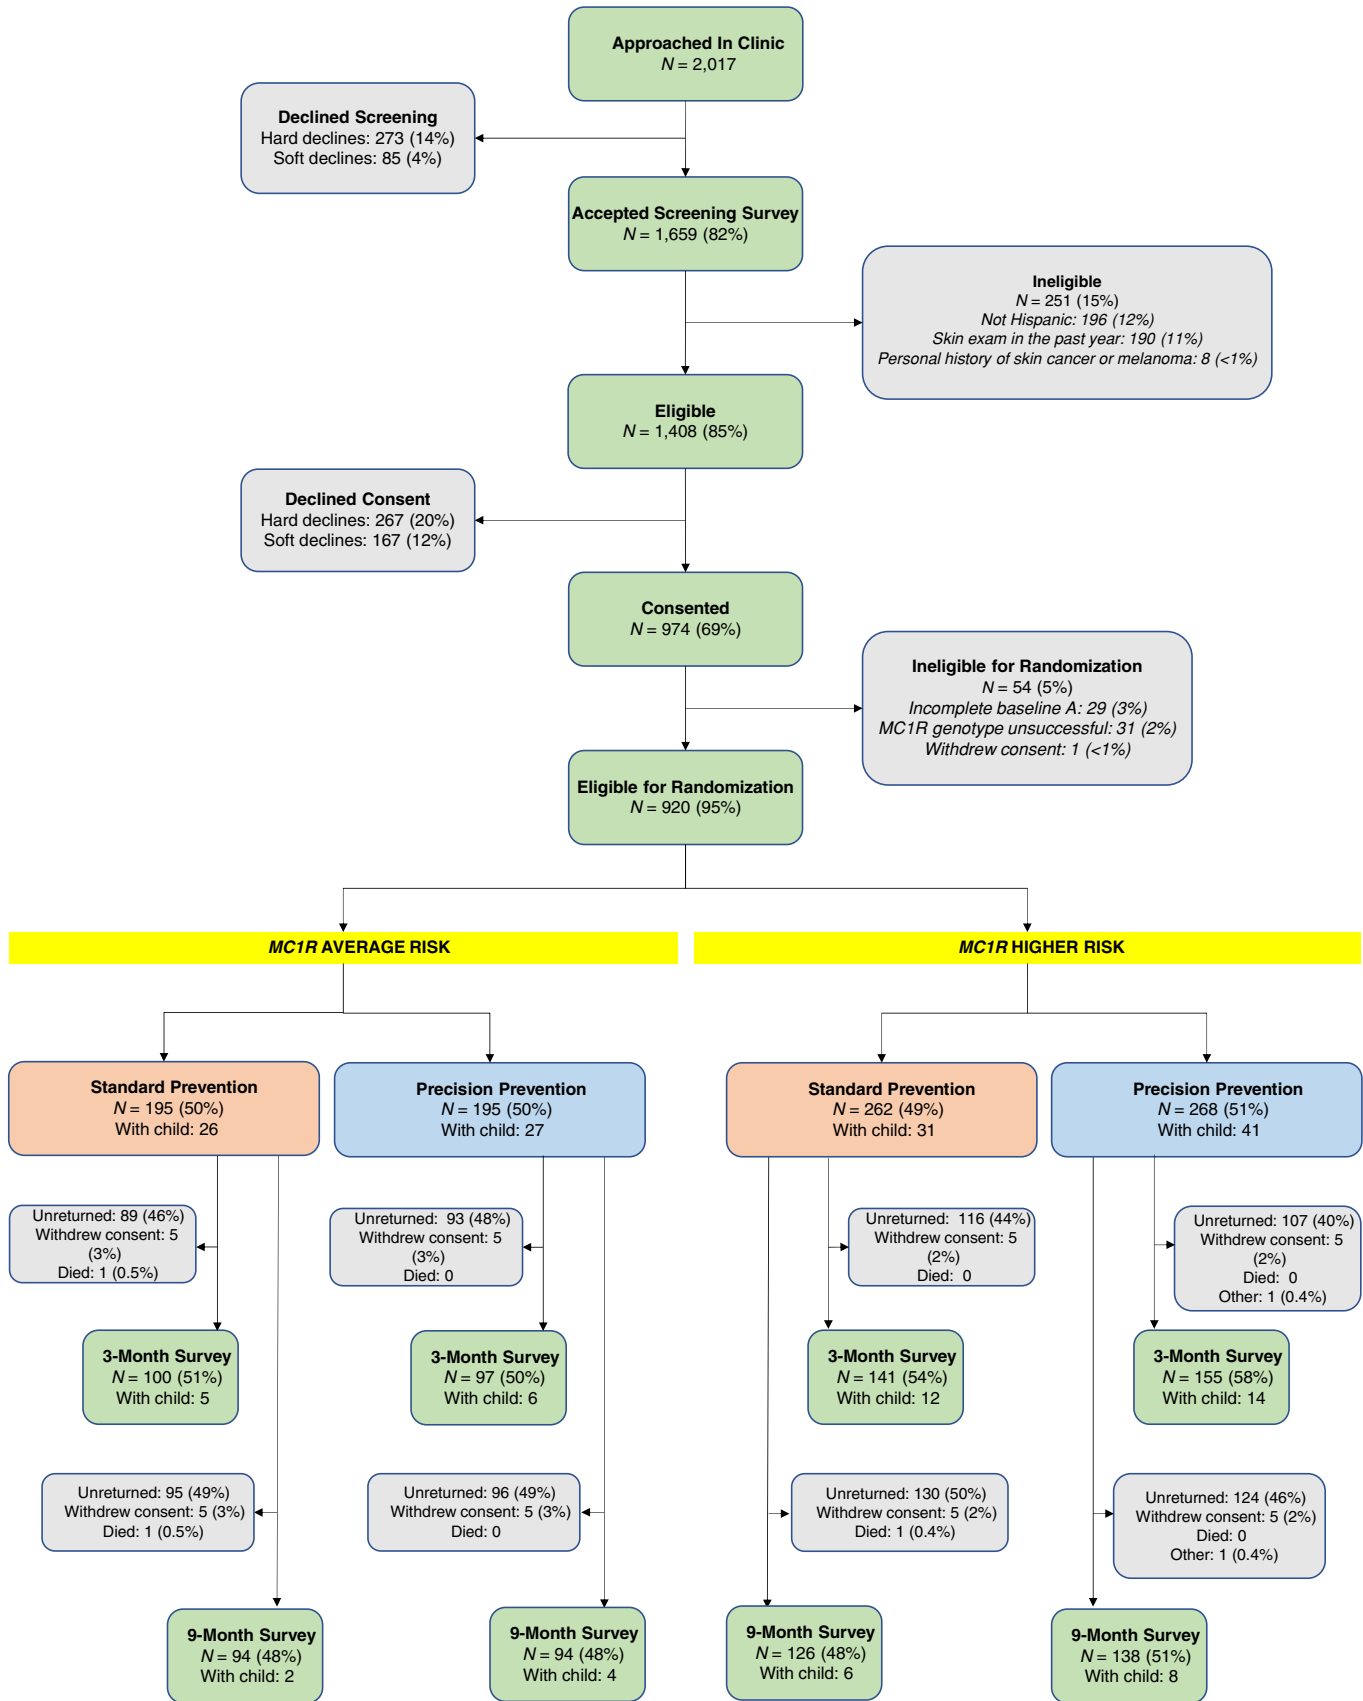 Approached In Clinic
N = 2,017
Declined Screening
Hard declines: 273 (14%)
Soft declines: 85 (4%)
Accepted Screening Survey
N = 1,659 (82%)
Ineligible
N = 251 (15%)
Not Hispanic: 196 (12%)
Skin exam in the past year: 190 (11%)
Personal history of skin cancer or melanoma: 8 (<1%)
Eligible
N = 1,408 (85%)
Declined Consent
Hard declines: 267 (20%)
Soft declines: 167 (12%)
Consented
N = 974 (69%)
Ineligible for Randomization
N = 54 (5%)
Incomplete baseline A: 29 (3%)
MC1R genotype unsuccessful: 31 (2%)
Withdrew consent: 1 (<1%)
Eligible for Randomization
N = 920 (95%)
MC1R AVERAGE RISK
MC1R HIGHER RISK
Standard Prevention
N = 195 (50%)
With child: 26
Precision Prevention
N = 195 (50%)
With child: 27
Standard Prevention
N = 262 (49%)
With child: 31
Precision Prevention
N = 268 (51%)
With child: 41
Unreturned: 89 (46%)
Withdrew consent: 5
(3%)
Died: 1 (0.5%)
Unreturned: 93 (48%)
Withdrew consent: 5
(3%)
Died: 0
Unreturned: 116 (44%)
Withdrew consent: 5
(2%)
Died: 0
Unreturned: 107 (40%)
Withdrew consent: 5
(2%)
Died: 0
Other: 1 (0.4%)
3-Month Survey
N = 100 (51%)
With child: 5
3-Month Survey
N = 97 (50%)
With child: 6
3-Month Survey
N = 141 (54%)
With child: 12
3-Month Survey
N = 155 (58%)
With child: 14
Unreturned: 95 (49%)
Withdrew consent: 5 (3%)
Died: 1 (0.5%)
Unreturned: 96 (49%)
Withdrew consent: 5 (3%)
Died: 0
Unreturned: 130 (50%)
Withdrew consent: 5 (2%)
Died: 1 (0.4%)
Unreturned: 124 (46%)
Withdrew consent: 5 (2%)
Died: 0
Other: 1 (0.4%)
9-Month Survey
N = 94 (48%)
With child: 2
9-Month Survey
N = 94 (48%)
With child: 4
9-Month Survey
N = 126 (48%)
With child: 6
9-Month Survey
N = 138 (51%)
With child: 8